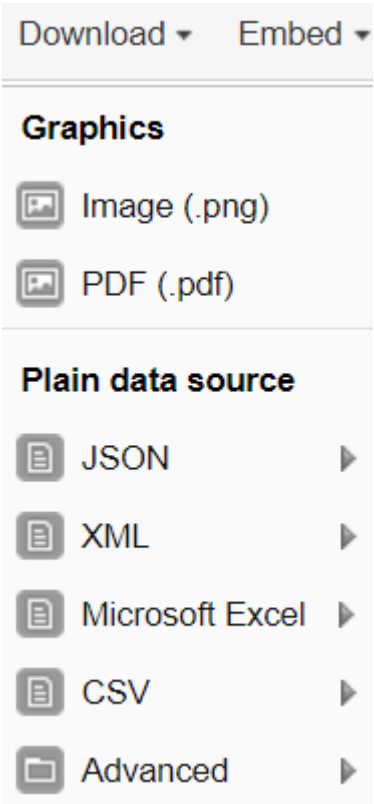 Download Embed
Graphics
Image (.png)
PDF (.pdf)
Plain data source
JSON
XML
Microsoft Excel
CSV
Advanced